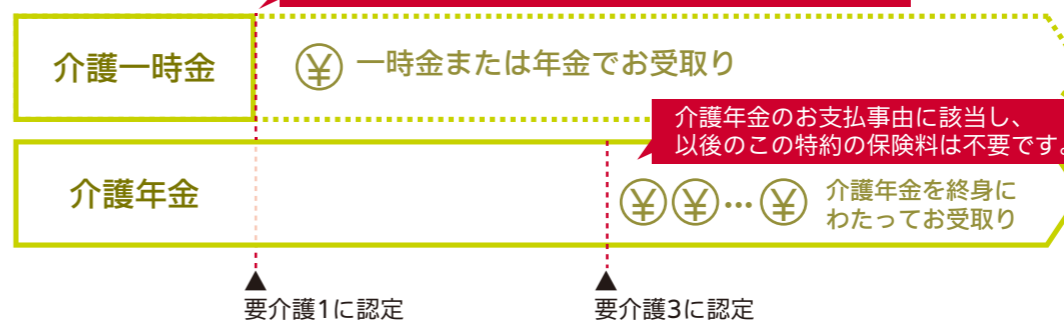 介護一時金
¥ 一時金または年金でお受取り
介護年金のお支払事由に該当し、
以後のこの特約の保険料は不要です。
介護年金
¥¥…¥
介護年金を終身に
わたってお受取り
▲
要介護1に認定
▲
要介護3に認定